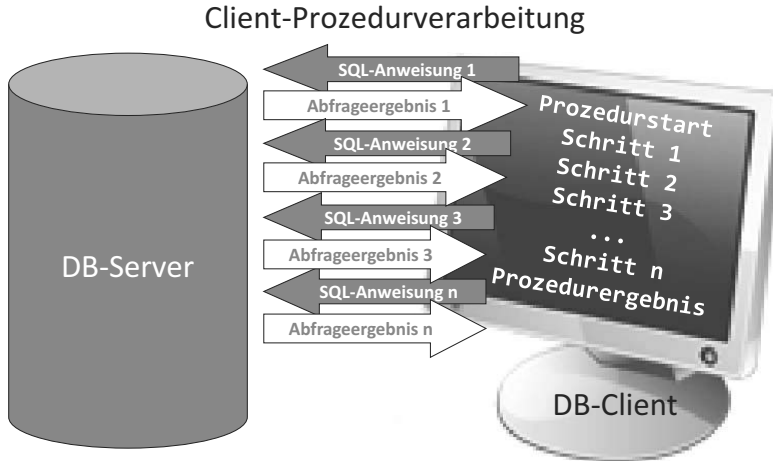 Client-Prozedurverarbeitung
SQL-Anweisung 1
Abfrageergebnis 1
SQL-Anweisung 2
Abfrageergebnis 2
SQL-Anweisung 3
Abfrageergebnis 3
SQL-Anweisung n
Abfrageergebnis n
DB-Server
Prozedurstart
Schritt 1
Schritt 2
Schritt 3
...
Schritt n
Prozedurergebnis
DB-Client